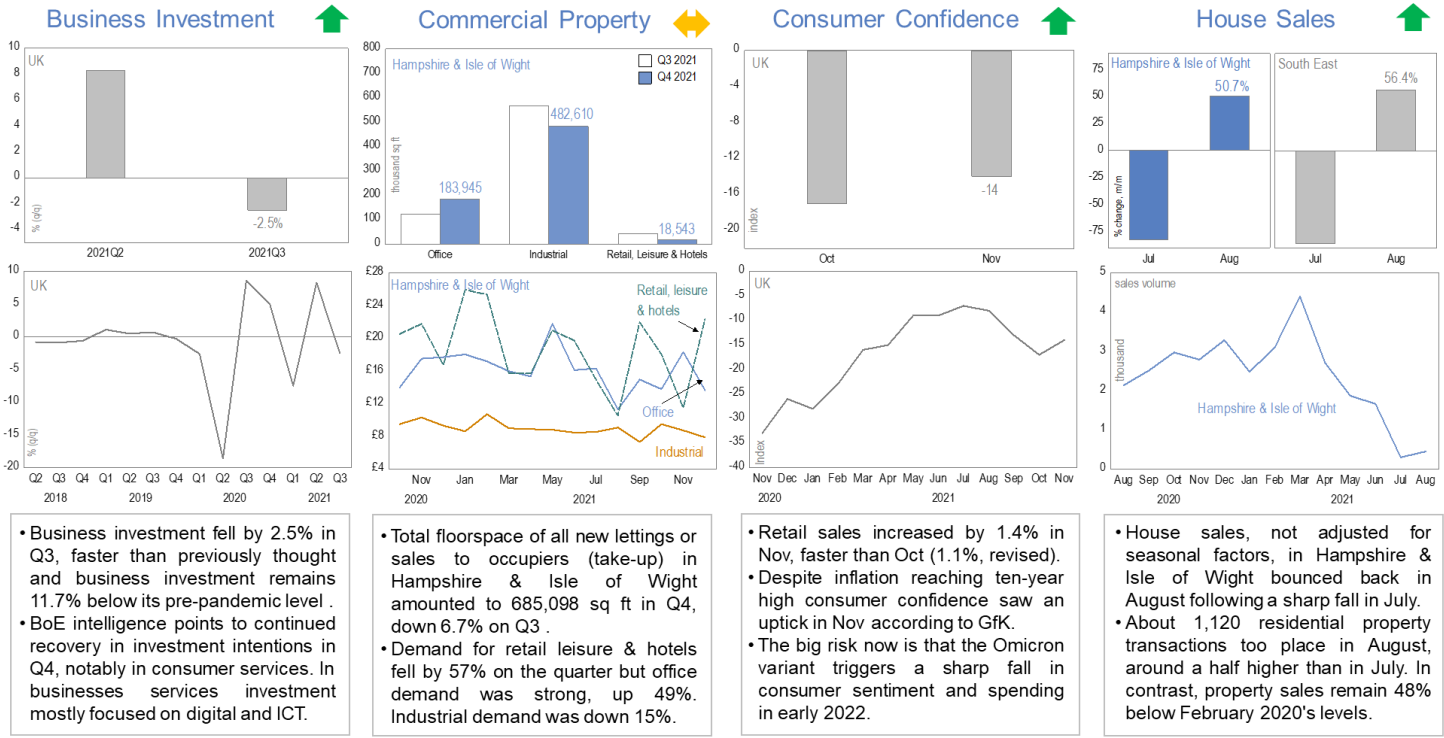 Business Investment
UK
10
8
6
4
2
0
-2
-4
% (q/q)
-2.5%
2021Q2
2021Q3
10
UK
5
0
-5
-10
-15
-20
% (q/q)
Q2 Q3 Q4 Q1 Q2 Q3 Q4 Q1 Q2 Q3 Q4 Q1 Q2 Q3
2018 2019 2020 2021
• Business investment fell by 2.5% in
Q3, faster than previously thought
and business investment remains
11.7% below its pre-pandemic level .
• BoE intelligence points to continued
recovery in investment intentions in
Q4, notably in consumer services. In
businesses services investment
mostly focused on digital and ICT.
Commercial Property
800
700
600
500
400
300
200
100
0
thousand sq ft
Hampshire & Isle of Wight
Q3 2021
Q4 2021
183,945
482,610
18,543
Office
Industrial
Retail, Leisure & Hotels
£28
£24
£20
£16
£12
£8
£4
Hampshire & Isle of Wight
Retail, leisure
& hotels
Office
Industrial
Nov Jan Mar May Jul Sep Nov
2020 2021
• Total floorspace of all new lettings or
sales to occupiers (take-up) in
Hampshire & Isle of Wight
amounted to 685,098 sq ft in Q4,
down 6.7% on Q3 .
• Demand for retail leisure & hotels
fell by 57% on the quarter but office
demand was strong, up 49%.
Industrial demand was down 15%.
Consumer Confidence
0
-4
-8
-12
-16
-20
UK
index
-14
Oct
Nov
0
-5
-10
-15
-20
-25
-30
-35
-40
UK
Index
Nov Dec Jan Feb Mar Apr May Jun Jul Aug Sep Oct Nov
2020 2021
• Retail sales increased by 1.4% in
Nov, faster than Oct (1.1%, revised).
• Despite inflation reaching ten-year
high consumer confidence saw an
uptick in Nov according to GfK.
• The big risk now is that the Omicron
variant triggers a sharp fall in
consumer sentiment and spending
in early 2022.
House Sales
75
50
25
0
-25
-50
-75
% change, m/m
Hampshire & Isle of Wight
50.7%
South East
56.4%
Jul
Aug
Jul
Aug
5
4
3
2
1
0
sales volume
thousand
Hampshire & Isle of Wight
Aug Sep Oct Nov Dec Jan Feb Mar Apr May Jun Jul Aug
2020 2021
• House sales, not adjusted for
seasonal factors, in Hampshire &
Isle of Wight bounced back in
August following a sharp fall in July.
• About 1,120 residential property
transactions too place in August,
around a half higher than in July. In
contrast, property sales remain 48%
below February 2020's levels.